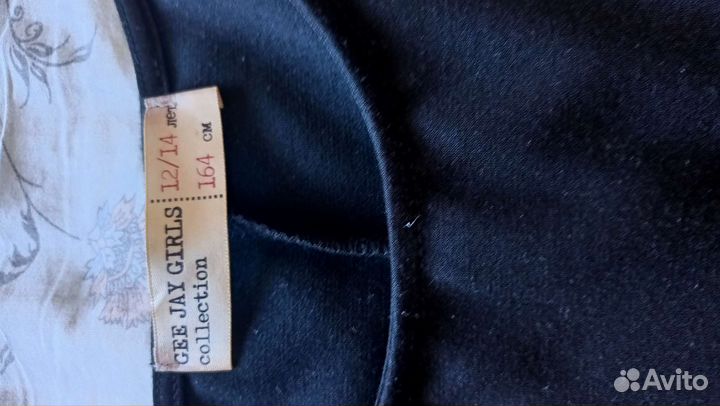 GEE JAY GIRLS
collection
12/14 лет
164 см
Avito